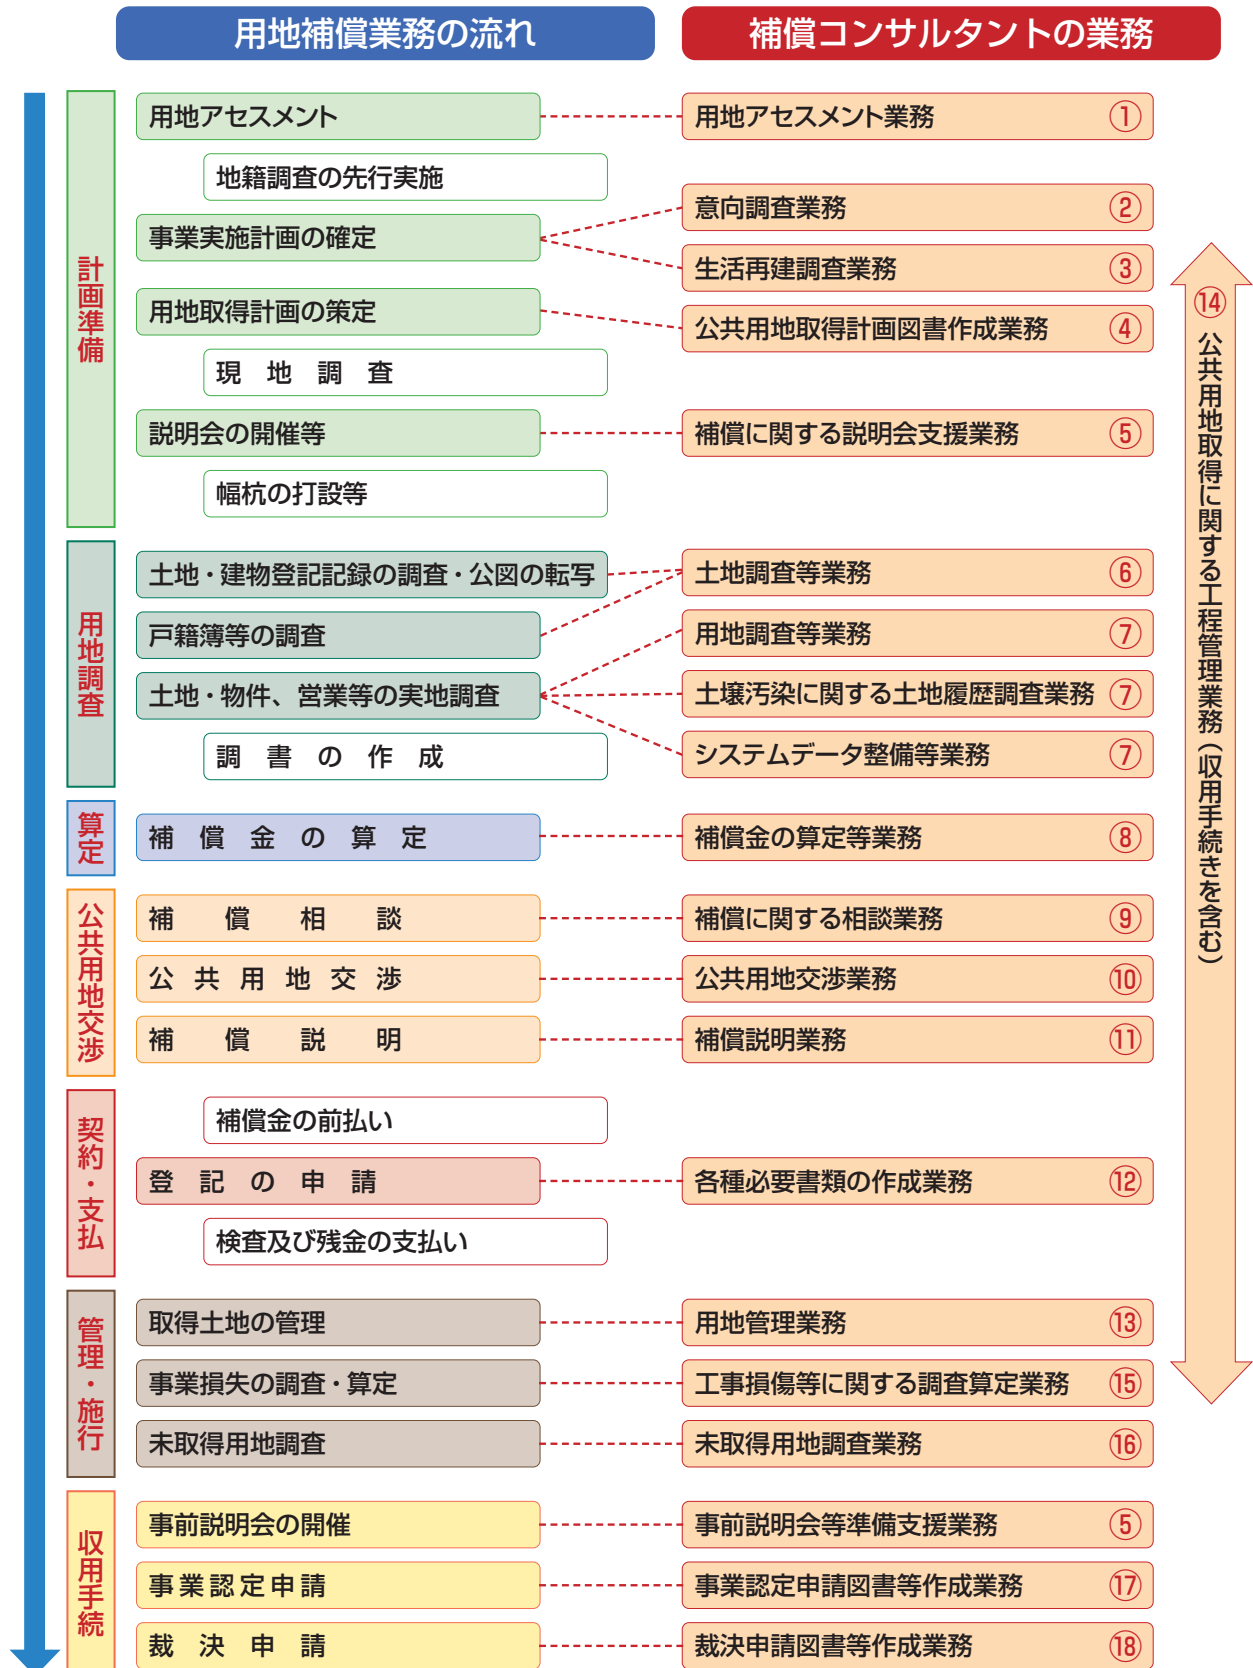 用地補償業務の流れ
補償コンサルタントの業務
計画準備
用地アセスメント
用地アセスメント業務 ①
地籍調査の先行実施
意向調査業務 ②
事業実施計画の確定
生活再建調査業務 ③
用地取得計画の策定
公共用地取得計画図書作成業務 ④
現地調査
説明会の開催等
補償に関する説明会支援業務 ⑤
幅杭の打設等
用地調査
土地・建物登記記録の調査・公図の転写
土地調査等業務 ⑥
戸籍簿等の調査
用地調査等業務 ⑦
土地・物件、営業等の実地調査
土壌汚染に関する土地履歴調査業務 ⑦
調書の作成
システムデータ整備等業務 ⑦
算定
補償金の算定
補償金の算定等業務 ⑧
公共用地交渉
補償相談
補償に関する相談業務 ⑨
公共用地交渉
公共用地交渉業務 ⑩
補償説明
補償説明業務 ⑪
契約・支払
補償金の前払い
登記の申請
各種必要書類の作成業務 ⑫
検査及び残金の支払い
管理・施行
取得土地の管理
用地管理業務 ⑬
事業損失の調査・算定
工事損傷等に関する調査算定業務 ⑮
未取得用地調査
未取得用地調査業務 ⑯
収用手続
事前説明会の開催
事前説明会等準備支援業務 ⑤
事業認定申請
事業認定申請図書等作成業務 ⑰
裁決申請
裁決申請図書等作成業務 ⑱
⑭ 公共用地取得に関する工程管理業務（収用手続きを含む）